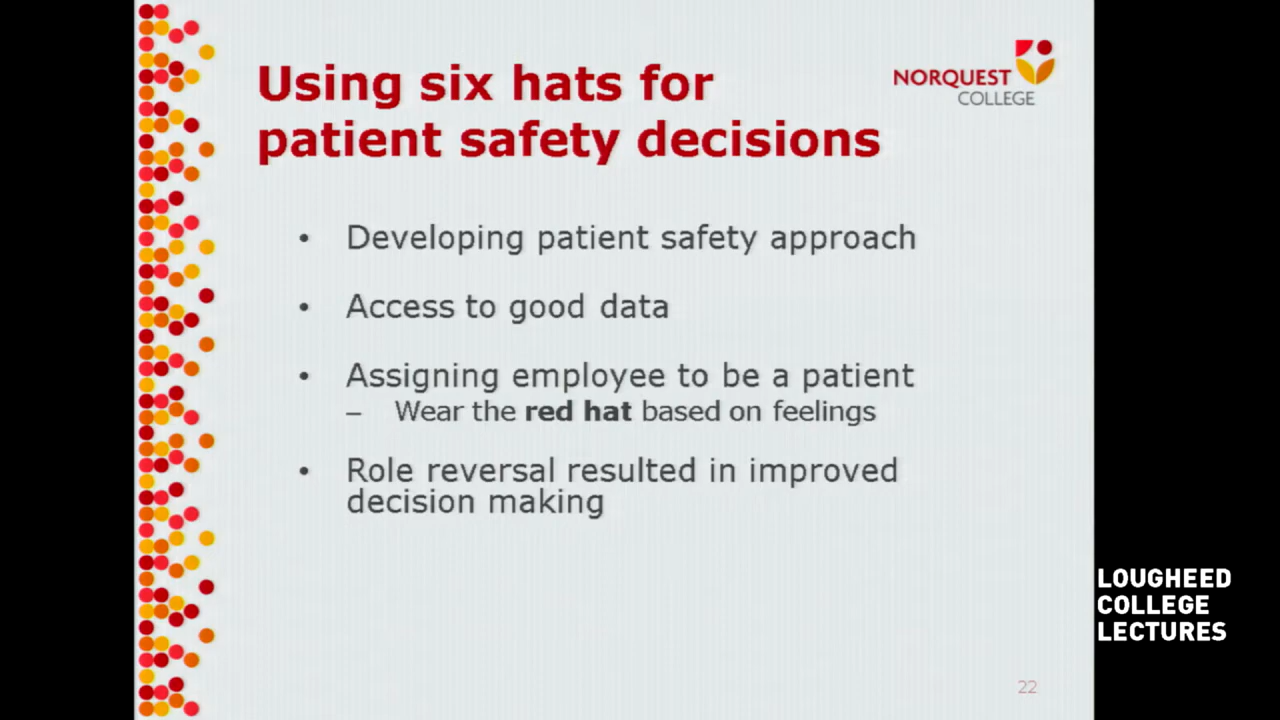 Using six hats for
patient safety decisions
NORQUEST
COLLEGE
• Developing patient safety approach
• Access to good data
• Assigning employee to be a patient
– Wear the red hat based on feelings
• Role reversal resulted in improved
decision making
LOUGHEED
COLLEGE
LECTURES
22